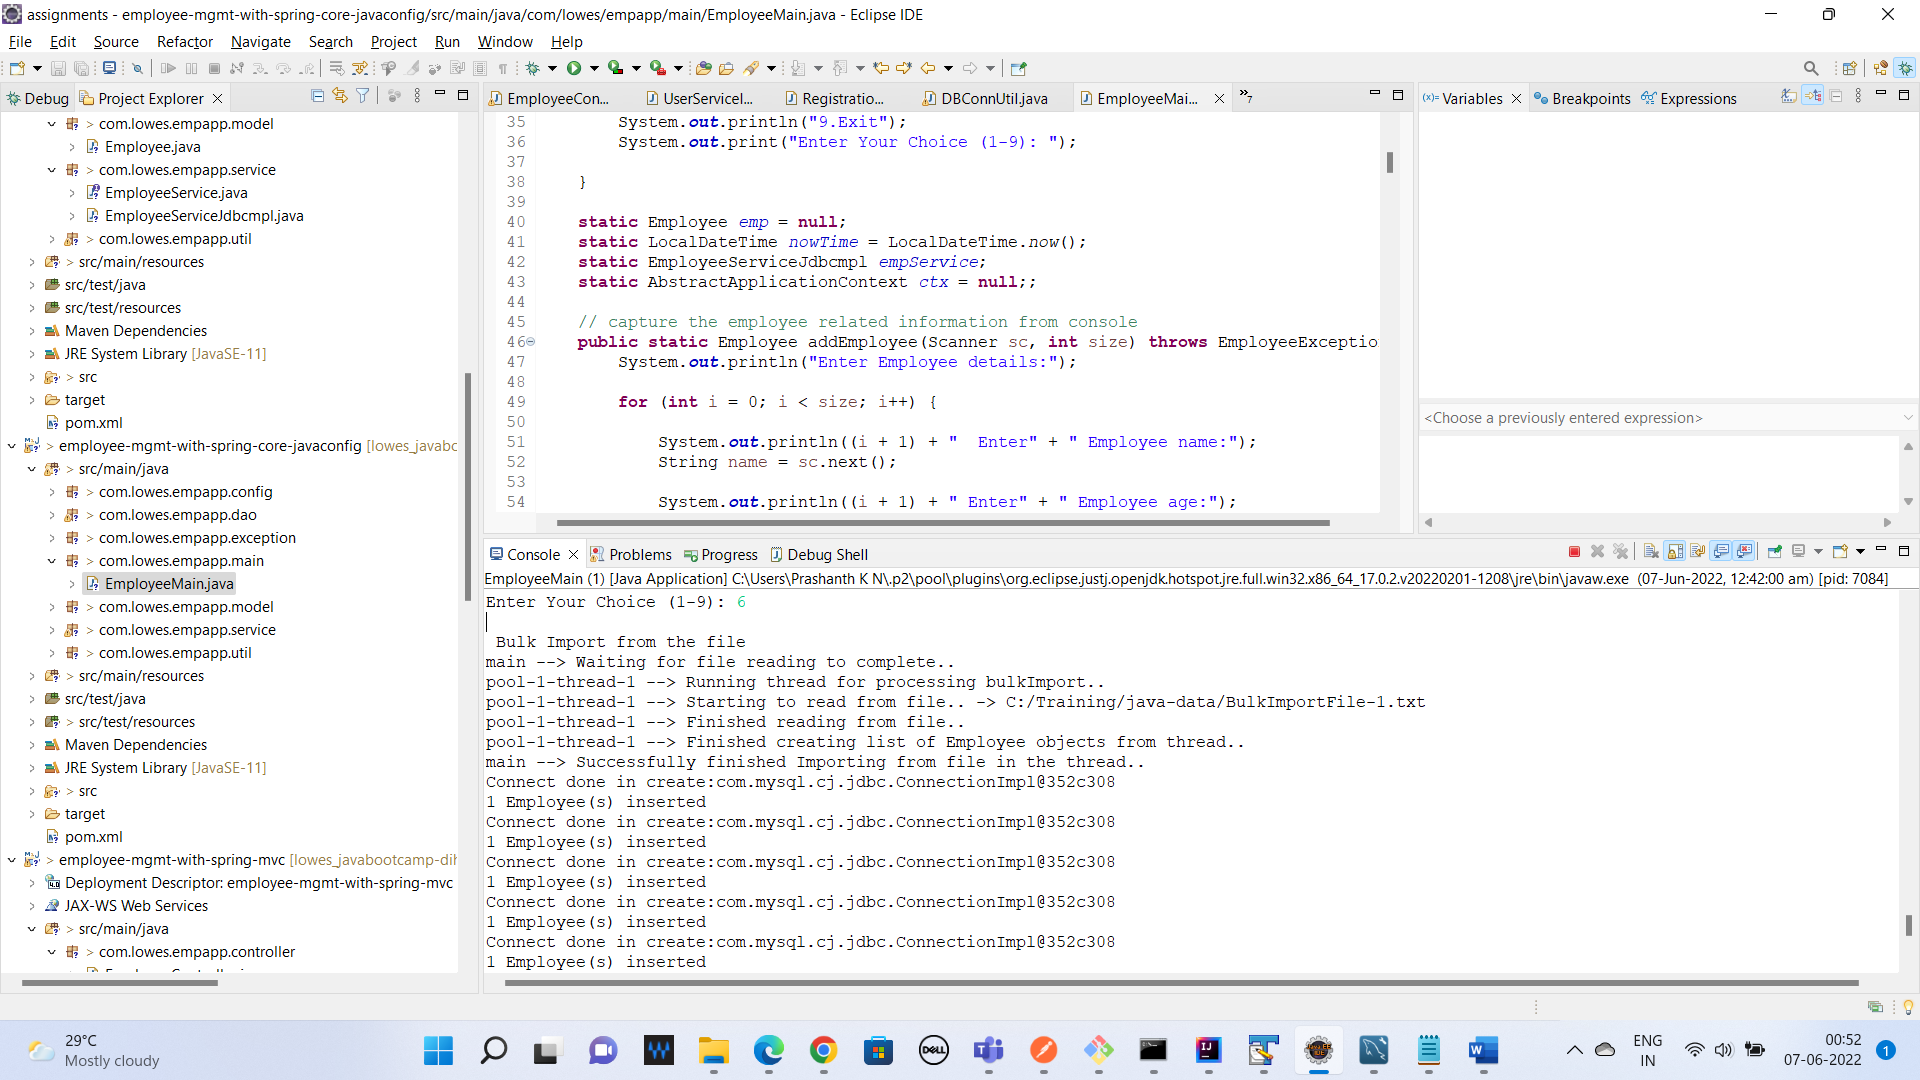 assignments - employee-mgmt-with-spring-core-javaconfig/src/main/java/com/lowes/empapp/main/EmployeeMain.java - Eclipse IDE
File Edit Source Refactor Navigate Search Project Run Window Help
Debug Project Explorer
> com.lowes.empapp.model
Employee.java
> com.lowes.empapp.service
EmployeeService.java
EmployeeServiceJdbcmpl.java
> com.lowes.empapp.util
> src/main/resources
src/test/java
src/test/resources
Maven Dependencies
JRE System Library [JavaSE-11]
> src
target
pom.xml
> employee-mgmt-with-spring-core-javaconfig [lowes_javabc
> src/main/java
> com.lowes.empapp.config
> com.lowes.empapp.dao
> com.lowes.empapp.exception
> com.lowes.empapp.main
EmployeeMain.java
> com.lowes.empapp.model
> com.lowes.empapp.service
> com.lowes.empapp.util
> src/main/resources
src/test/java
> src/test/resources
Maven Dependencies
JRE System Library [JavaSE-11]
> src
target
pom.xml
> employee-mgmt-with-spring-mvc [lowes_javabootcamp-dih
Deployment Descriptor: employee-mgmt-with-spring-mvc
JAX-WS Web Services
> src/main/java
> com.lowes.empapp.controller
EmployeeCon... UserServiceI... Registratio... DBConnUtil.java EmployeeMai... »7
35 System.out.println("9.Exit");
36 System.out.print("Enter Your Choice (1-9): ");
37
38 }
39
40 static Employee emp = null;
41 static LocalDateTime nowTime = LocalDateTime.now();
42 static EmployeeServiceJdbcmpl empService;
43 static AbstractApplicationContext ctx = null;;
44
45 // capture the employee related information from console
46 public static Employee addEmployee(Scanner sc, int size) throws EmployeeExceptio
47 System.out.println("Enter Employee details:");
48
49 for (int i = 0; i < size; i++) {
50
51 System.out.println((i + 1) + "  Enter" + " Employee name:");
52 String name = sc.next();
53
54 System.out.println((i + 1) + " Enter" + " Employee age:");
(x)= Variables Breakpoints Expressions
<Choose a previously entered expression>
Console Problems Progress Debug Shell
EmployeeMain (1) [Java Application] C:\Users\Prashanth K N\.p2\pool\plugins\org.eclipse.justj.openjdk.hotspot.jre.full.win32.x86_64_17.0.2.v20220201-1208\jre\bin\javaw.exe (07-Jun-2022, 12:42:00 am) [pid: 7084]
Enter Your Choice (1-9): 6
Bulk Import from the file
main --> Waiting for file reading to complete..
pool-1-thread-1 --> Running thread for processing bulkImport..
pool-1-thread-1 --> Starting to read from file.. -> C:/Training/java-data/BulkImportFile-1.txt
pool-1-thread-1 --> Finished reading from file..
pool-1-thread-1 --> Finished creating list of Employee objects from thread..
main --> Successfully finished Importing from file in the thread..
Connect done in create:com.mysql.cj.jdbc.ConnectionImpl@352c308
1 Employee(s) inserted
Connect done in create:com.mysql.cj.jdbc.ConnectionImpl@352c308
1 Employee(s) inserted
Connect done in create:com.mysql.cj.jdbc.ConnectionImpl@352c308
1 Employee(s) inserted
Connect done in create:com.mysql.cj.jdbc.ConnectionImpl@352c308
1 Employee(s) inserted
Connect done in create:com.mysql.cj.jdbc.ConnectionImpl@352c308
1 Employee(s) inserted
29°C
Mostly cloudy
DELL
ENG
IN
00:52
07-06-2022
1